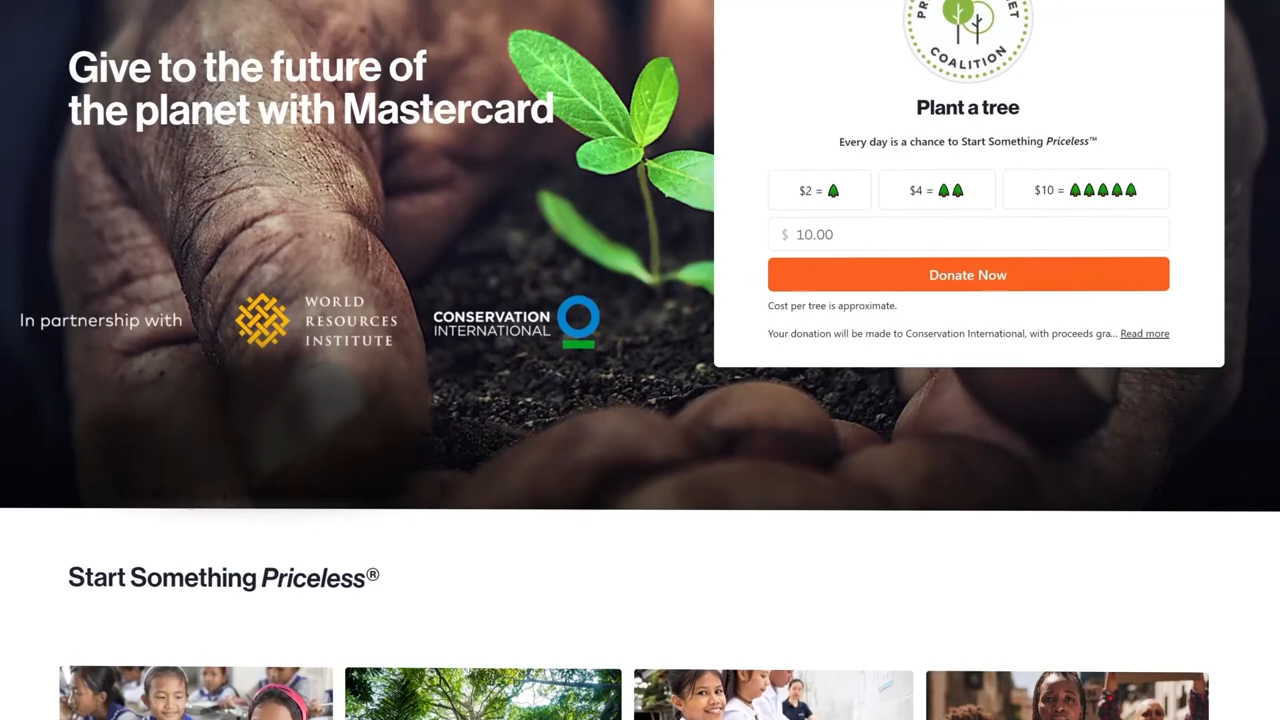 Give to the future of
the planet with Mastercard
In partnership with
WORLD
RESOURCES
INSTITUTE
CONSERVATION
INTERNATIONAL
COALITION
Plant a tree
Every day is a chance to Start Something Priceless™
$2 =
$4 =
$10 =
$ 10.00
Donate Now
Cost per tree is approximate.
Your donation will be made to Conservation International, with proceeds gra... Read more
Start Something Priceless®